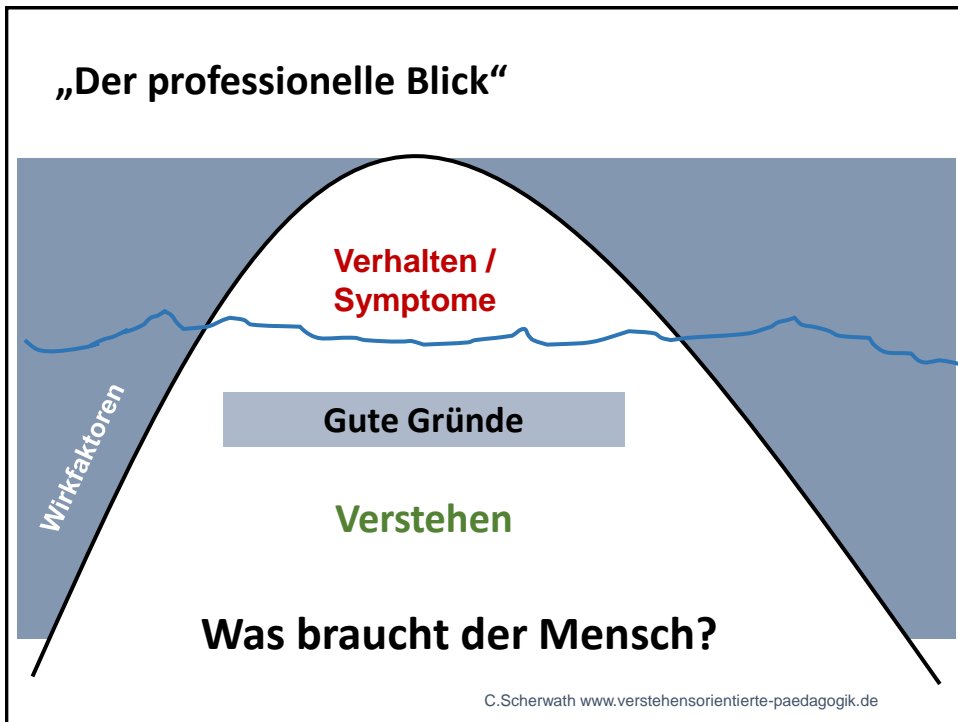 „Der professionelle Blick“
Verhalten /
Symptome
Wirkfaktoren
Gute Gründe
Verstehen
Was braucht der Mensch?
C.Scherwath www.verstehensorientierte-paedagogik.de